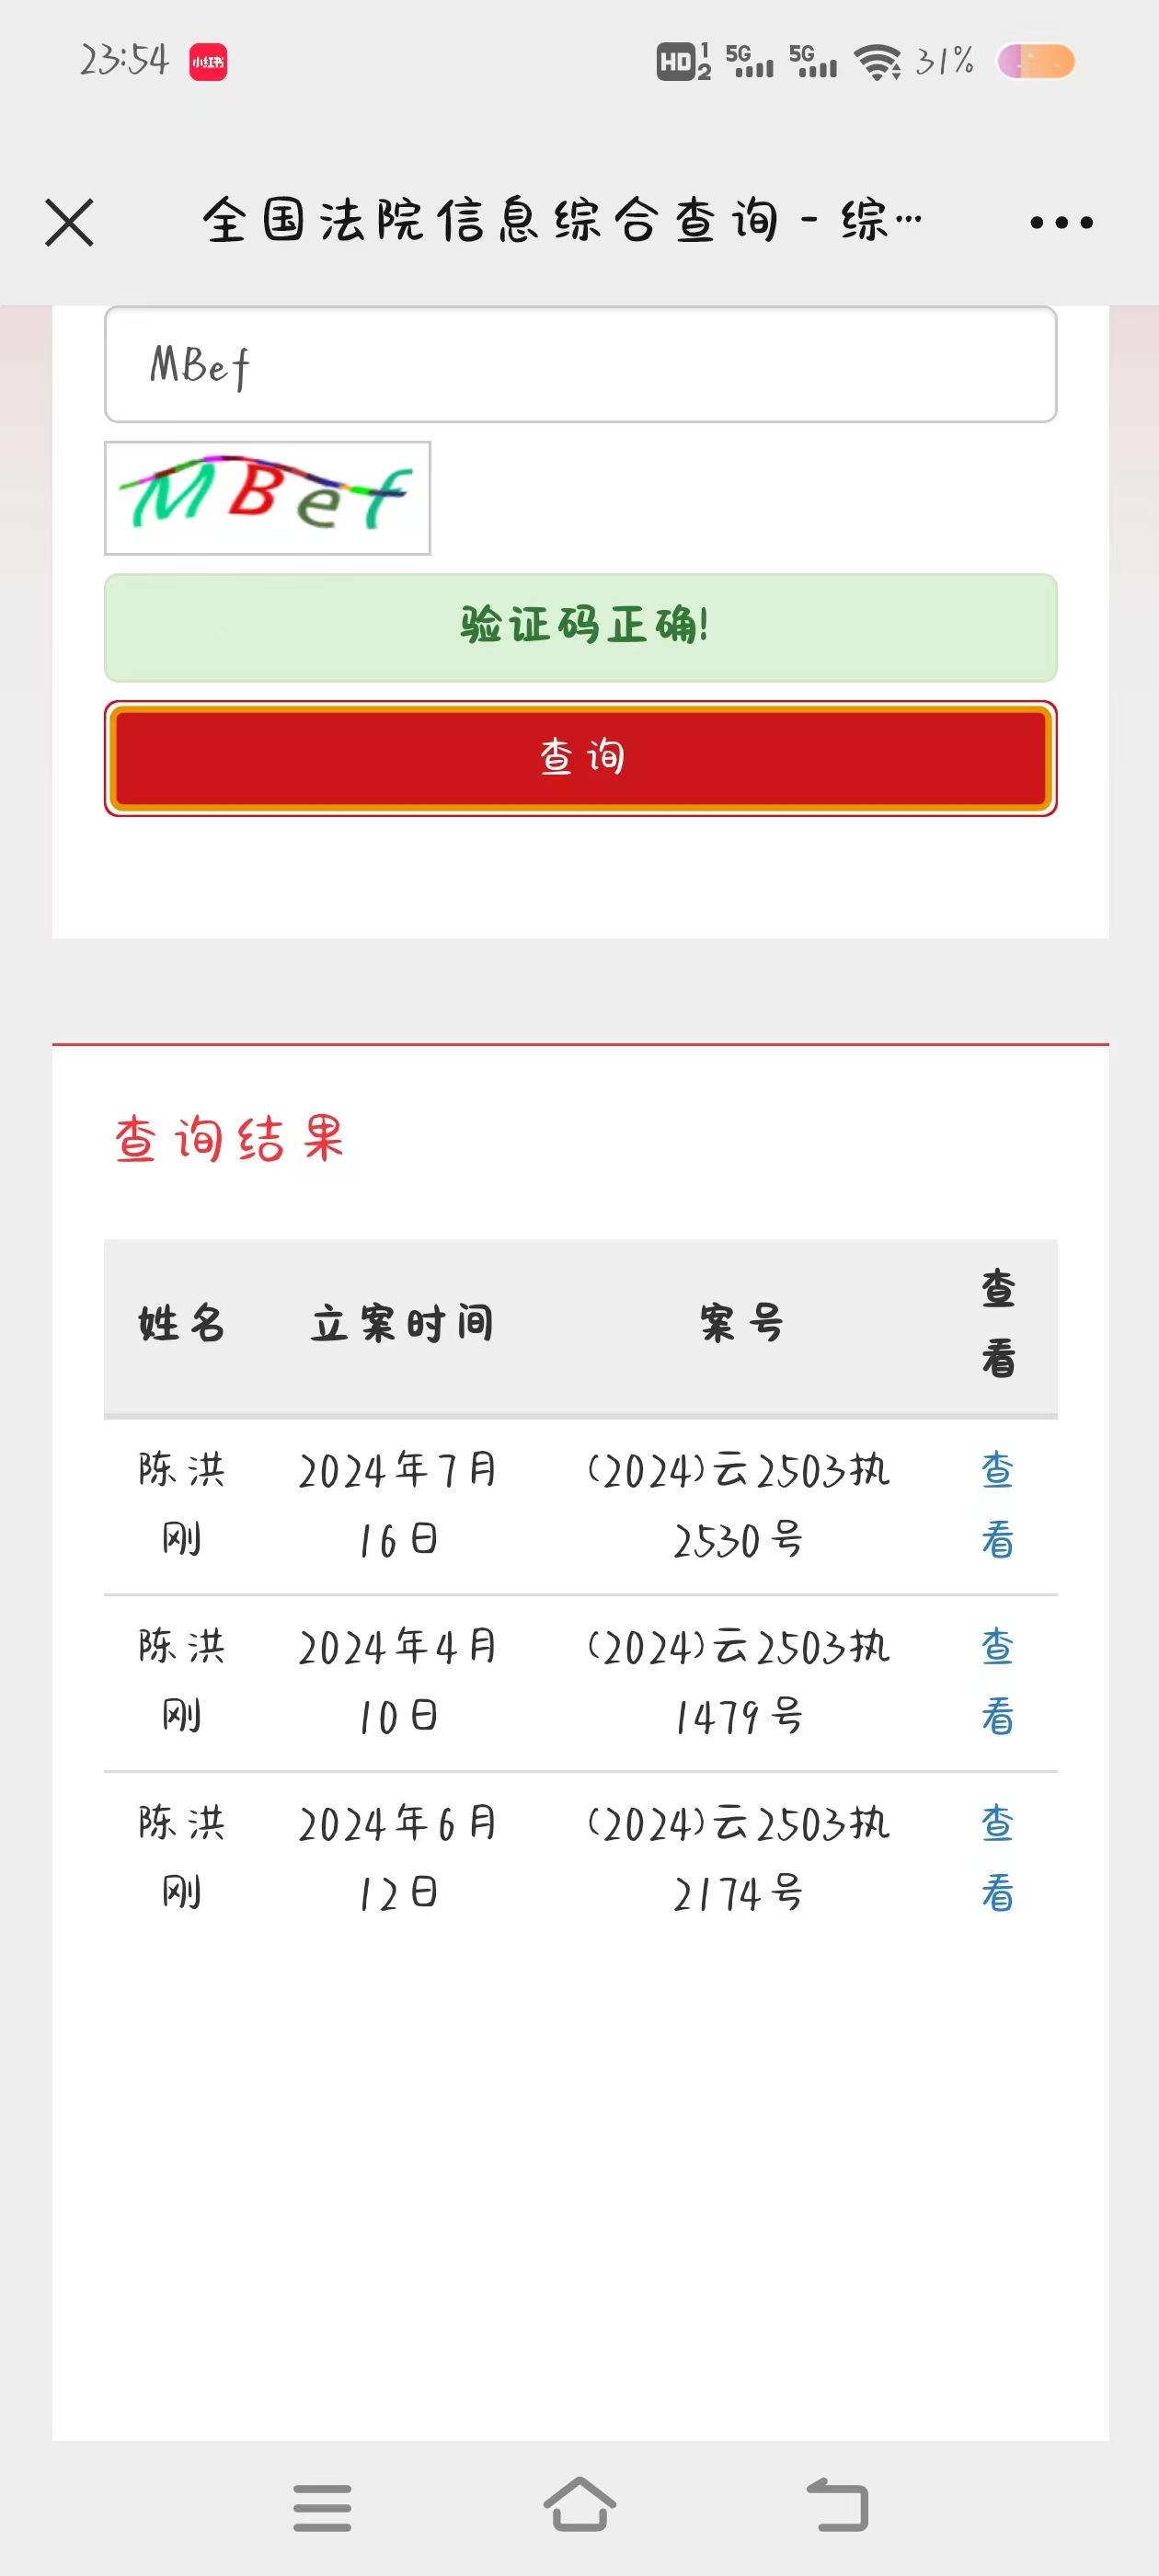 23:54 小红书 HD 1 2 5G 5G 31%
全国法院信息综合查询 - 综...
MBef
MBef
验证码正确!
查询
查询结果
姓名 立案时间 案号 查看
陈洪刚 2024年7月16日 (2024)云2503执2530号 查看
陈洪刚 2024年4月10日 (2024)云2503执1479号 查看
陈洪刚 2024年6月12日 (2024)云2503执2174号 查看